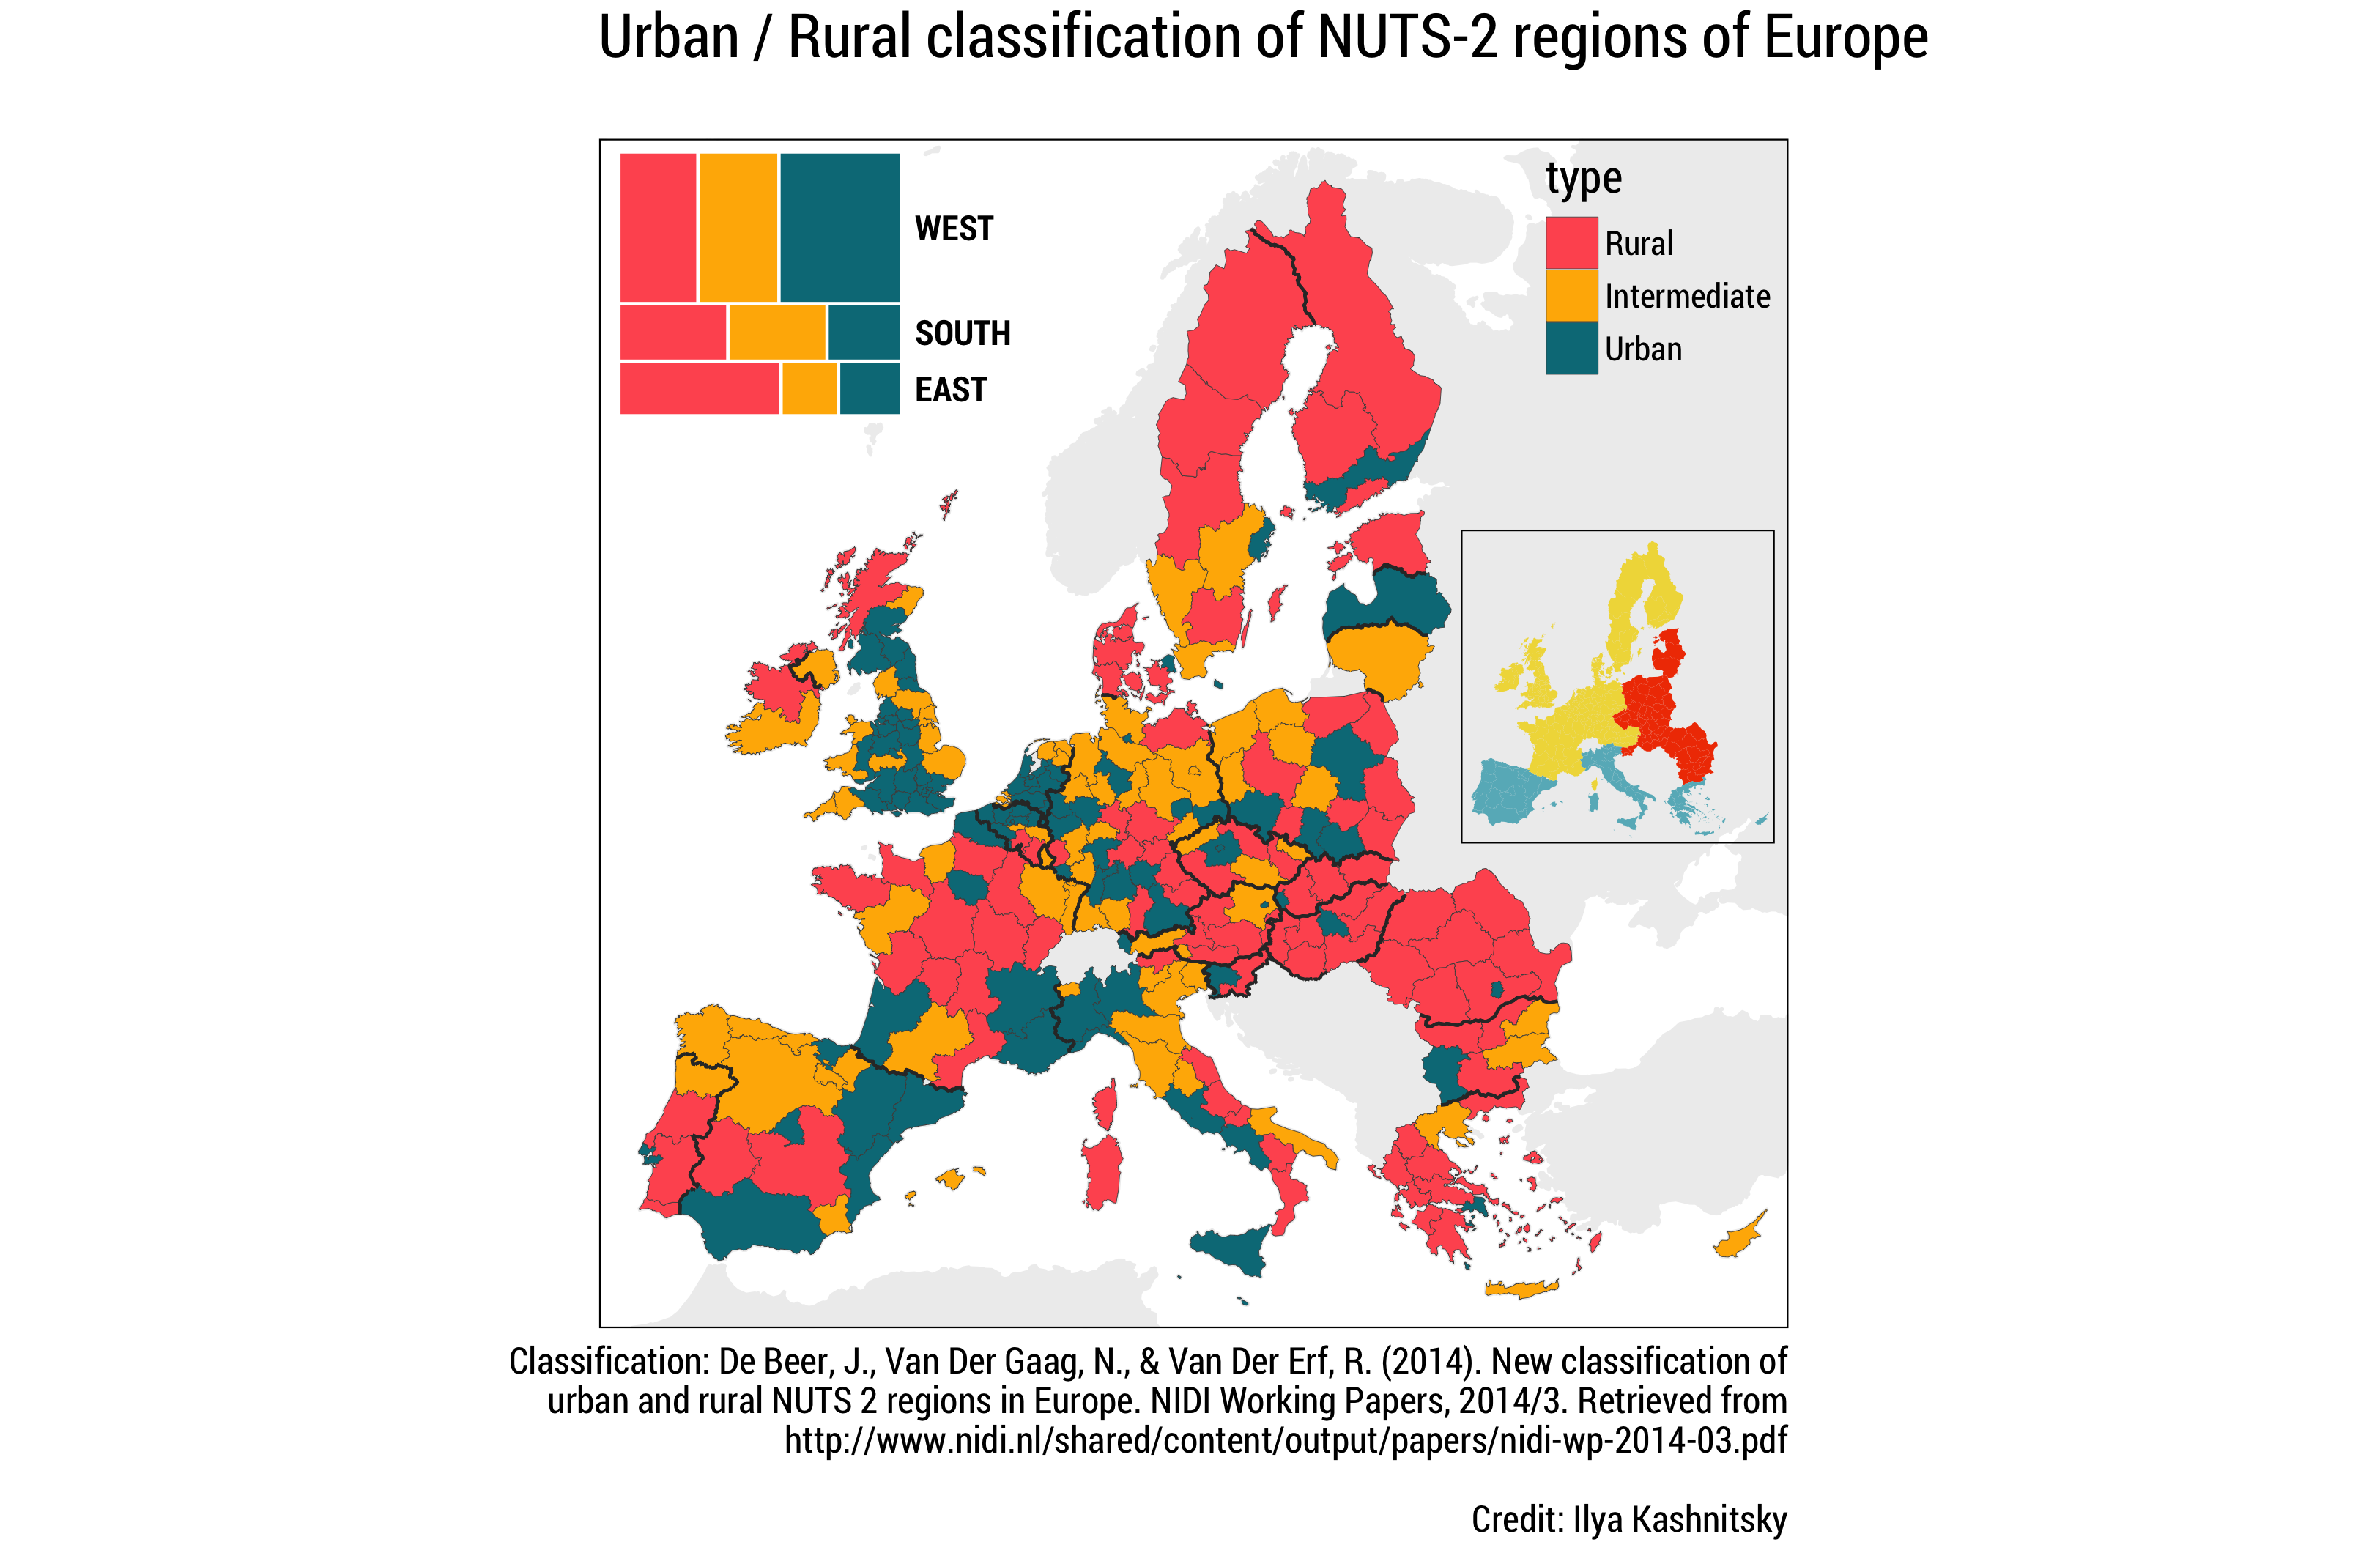 Urban / Rural classification of NUTS-2 regions of Europe
WEST
SOUTH
EAST
type
Rural
Intermediate
Urban
Classification: De Beer, J., Van Der Gaag, N., & Van Der Erf, R. (2014). New classification of
urban and rural NUTS 2 regions in Europe. NIDI Working Papers, 2014/3. Retrieved from
http://www.nidi.nl/shared/content/output/papers/nidi-wp-2014-03.pdf
Credit: Ilya Kashnitsky